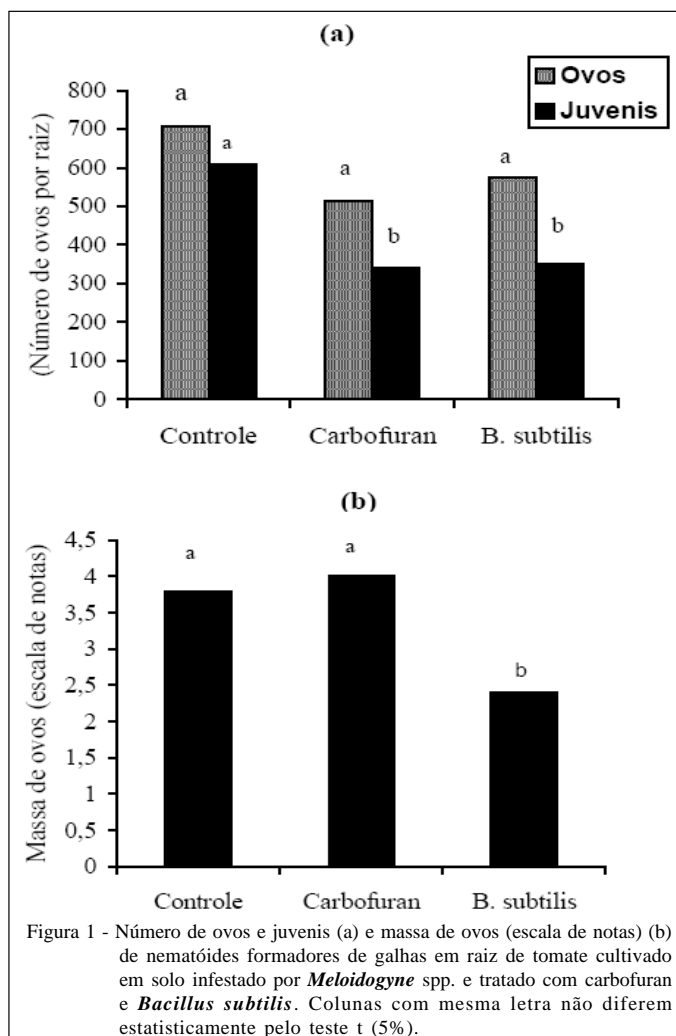 (a)
Ovos
Juvenis
800
700
600
500
400
300
200
100
0
(Número de ovos por raiz)
a
a
a
b
a
b
Controle
Carbofuran
B. subtilis
(b)
4,5
4
3,5
3
2,5
2
1,5
1
0,5
0
Massa de ovos (escala de notas)
a
a
b
Controle
Carbofuran
B. subtilis
Figura 1 - Número de ovos e juvenis (a) e massa de ovos (escala de notas) (b)
de nematóides formadores de galhas em raiz de tomate cultivado
em solo infestado por Meloidogyne spp. e tratado com carbofuran
e Bacillus subtilis. Colunas com mesma letra não diferem
estatisticamente pelo teste t (5%).